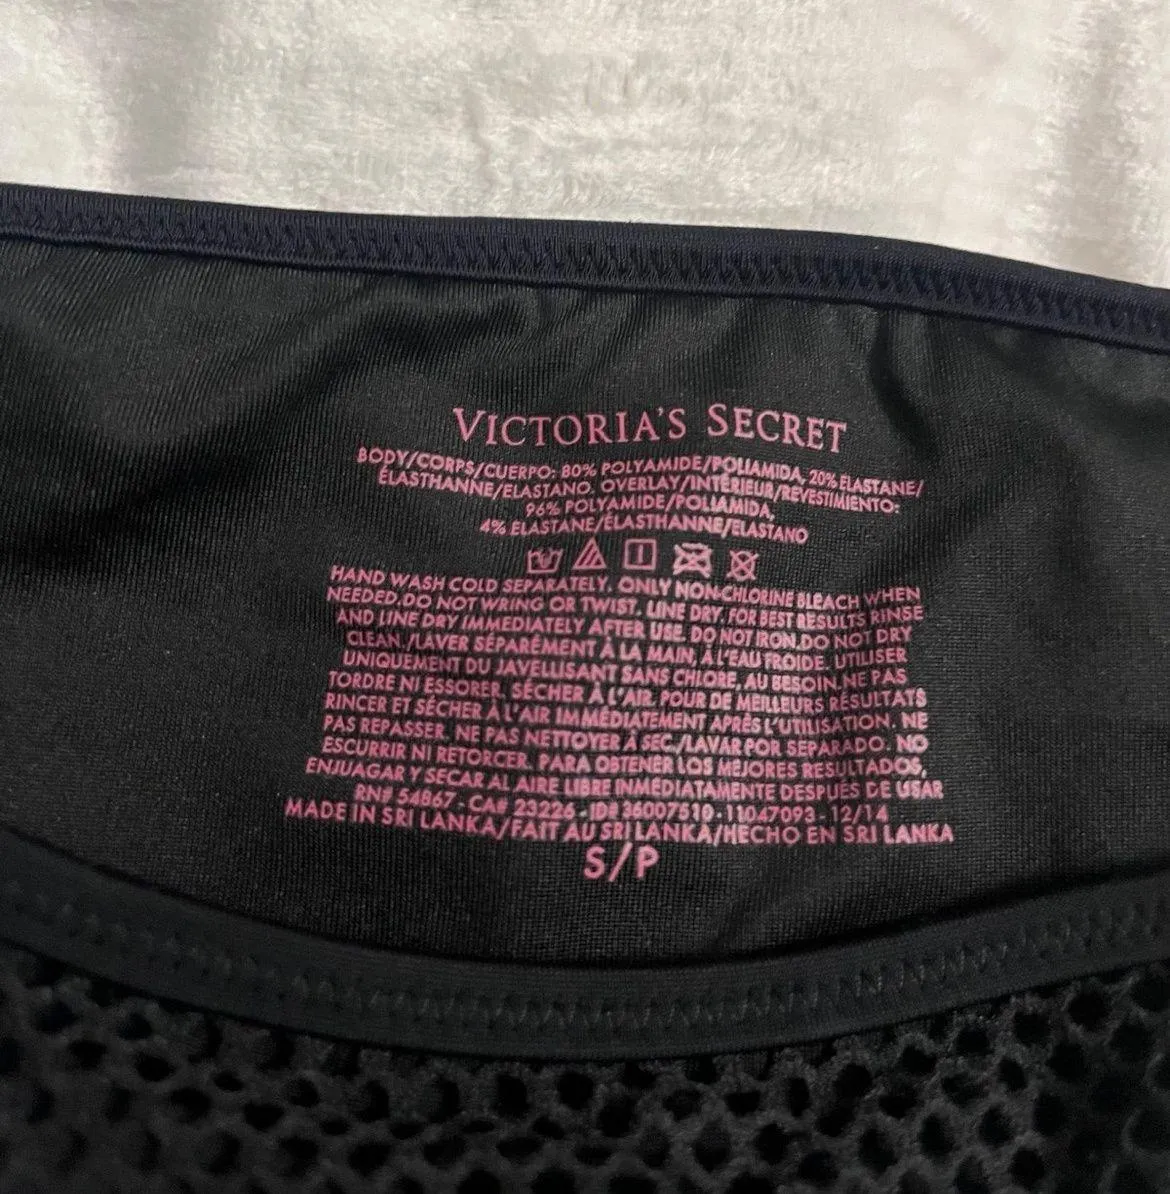 VICTORIA'S SECRET
BODY/CORPS/CUERPO: 80% POLYAMIDE/POLIAMIDA, 20% ELASTANE/
ÉLASTHANNE/ELASTANO. OVERLAY/INTÉRIEUR/REVESTIMIENTO:
96% POLYAMIDE/POLIAMIDA,
4% ELASTANE/ÉLASTHANNE/ELASTANO
HAND WASH COLD SEPARATELY. ONLY NON-CHLORINE BLEACH WHEN
NEEDED.DO NOT WRING OR TWIST. LINE DRY. FOR BEST RESULTS RINSE
AND LINE DRY IMMEDIATELY AFTER USE. DO NOT IRON.DO NOT DRY
CLEAN./LAVER SÉPARÉMENT À LA MAIN, À L'EAU FROIDE. UTILISER
UNIQUEMENT DU JAVELLISANT SANS CHLORE, AU BESOIN.NE PAS
TORDRE NI ESSORER. SÉCHER À L'AIR. POUR DE MEILLEURS RÉSULTATS
RINCER ET SÉCHER À L'AIR IMMÉDIATEMENT APRÈS L'UTILISATION. NE
PAS REPASSER. NE PAS NETTOYER À SEC./LAVAR POR SEPARADO. NO
ESCURRIR NI RETORCER. PARA OBTENER LOS MEJORES RESULTADOS,
ENJUAGAR Y SECAR AL AIRE LIBRE INMEDIATAMENTE DESPUÉS DE USAR
RN# 54867 - CA# 23226 - ID# 36007510 - 11047093 - 12/14
MADE IN SRI LANKA/FAIT AU SRI LANKA/HECHO EN SRI LANKA
S/P